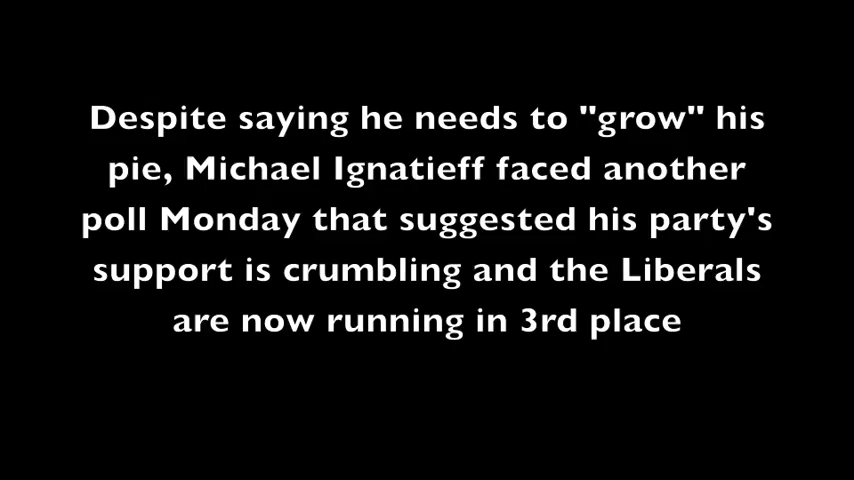 Despite saying he needs to "grow" his
pie, Michael Ignatieff faced another
poll Monday that suggested his party's
support is crumbling and the Liberals
are now running in 3rd place